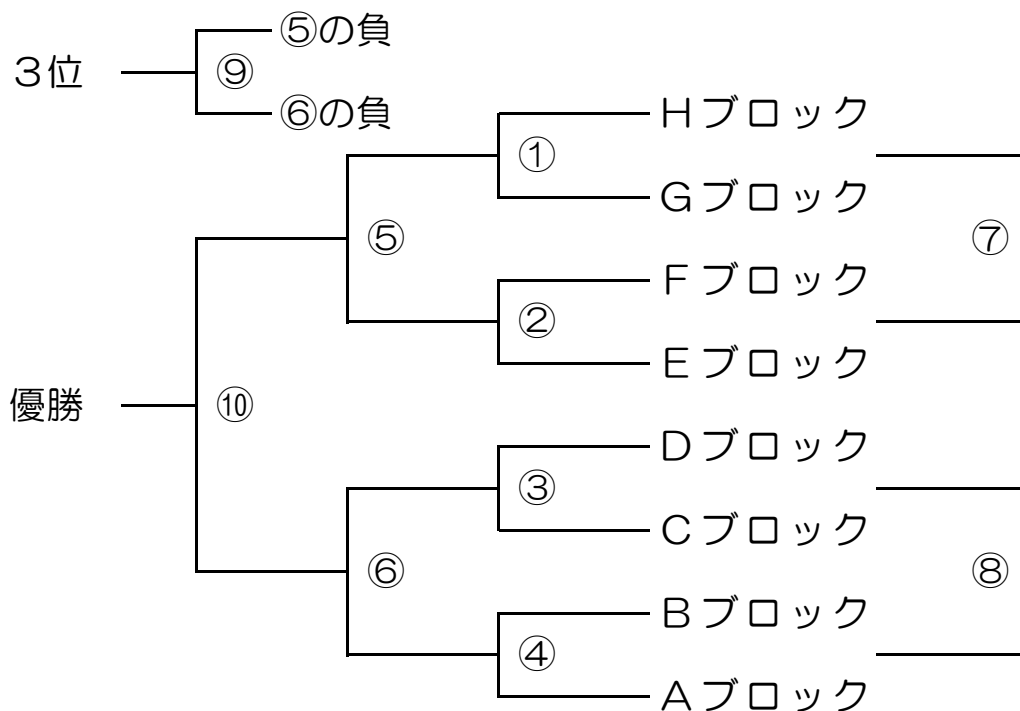 ⑤の負
3位
⑨
⑥の負
Hブロック
①
Gブロック
⑤
⑦
Fブロック
②
Eブロック
優勝
⑩
Dブロック
③
Cブロック
⑥
⑧
Bブロック
④
Aブロック